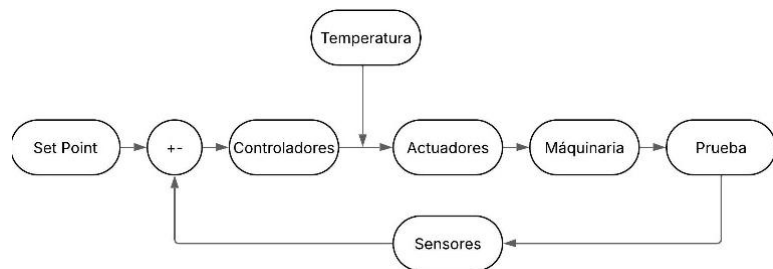 Temperatura
Set Point
+-
Controladores
Actuadores
Máquinaria
Prueba
Sensores